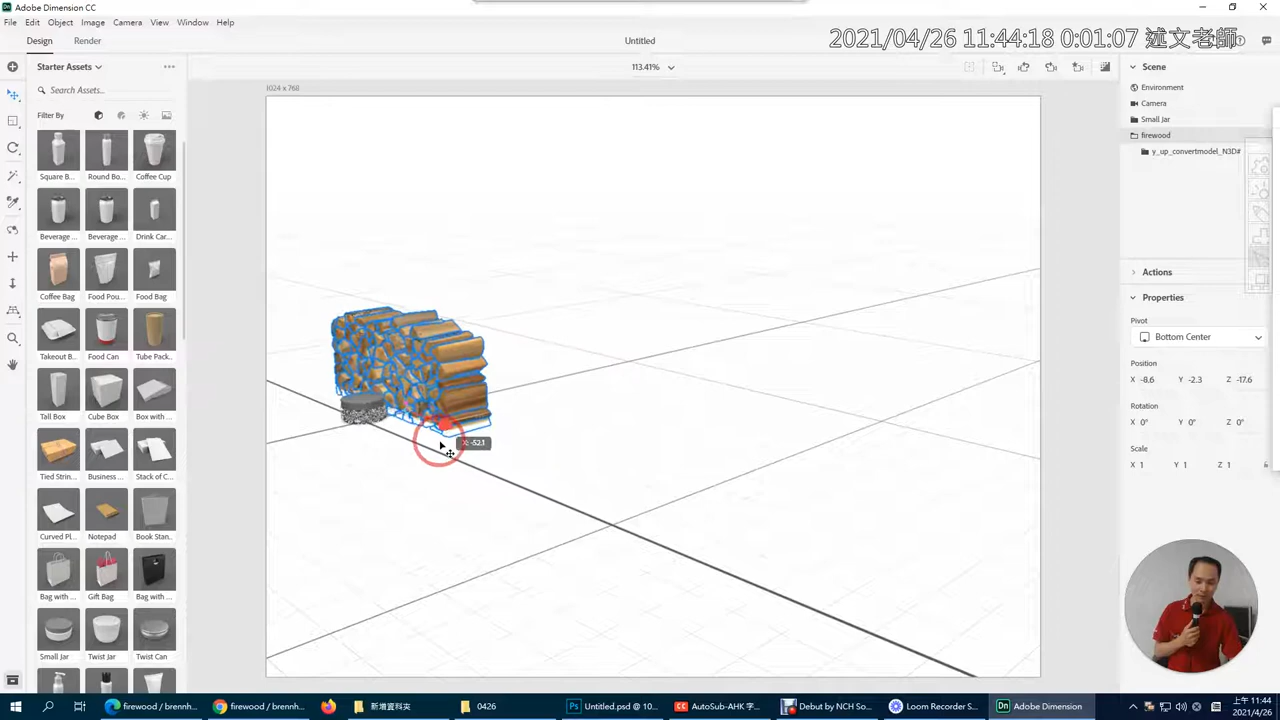 Adobe Dimension CC
File Edit Object Image Camera View Window Help
Design Render
Untitled
2021/04/26 11:44:18 0:01:07 述文老師
Starter Assets
113.41%
Scene
Search Assets..
1024 x 768
Environment
Camera
Filter By
Small Jar
firewood
y_up_convertmodel_N3D#
Square B... Round Bo... Coffee Cup
Beverage ... Beverage ... Drink Car...
Actions
Coffee Bag Food Pou... Food Bag
Properties
Pivot
Bottom Center
Takeout B... Food Can Tube Pack..
Position
X -8.6 Y -2.3 Z -17.6
Rotation
X 0° Y 0° Z 0°
Tall Box Cube Box Box with ...
X: -52.1
X 1 Y 1 Z 1
Tied Strin... Business ... Stack of C...
Curved Pl... Notepad Book Stan..
Bag with ... Gift Bag Bag with ...
Small Jar Twist Jar Twist Can
firewood / brennh... firewood / brennh... 新增資料夾 0426 Untitled.psd @ 10... AutoSub-AHK 字... Debut by NCH So... Loom Recorder S... Adobe Dimension
上午 11:44
2021/4/26